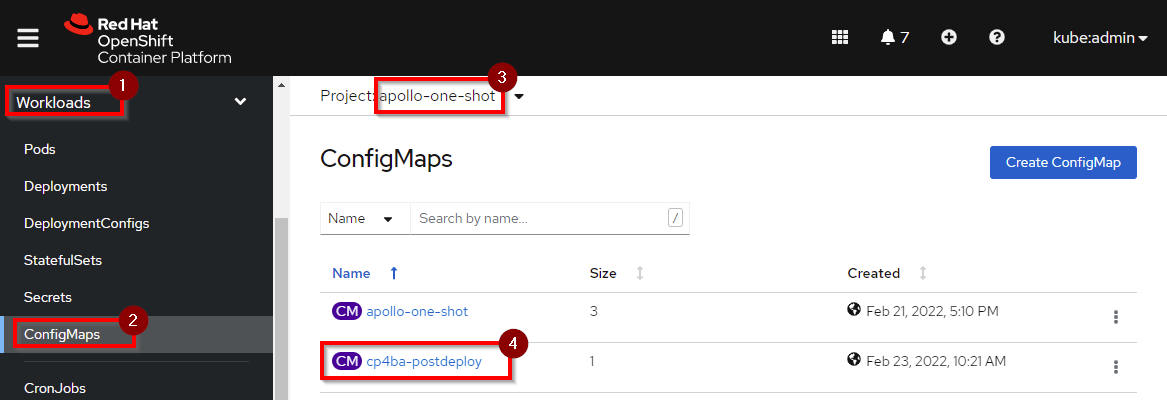 Red Hat
OpenShift
Container Platform
7
kube:admin
1
Workloads
Pods
Deployments
DeploymentConfigs
StatefulSets
Secrets
2
ConfigMaps
CronJobs
3
Project: apollo-one-shot
ConfigMaps
Create ConfigMap
Name Search by name... /
Name Size Created
CM apollo-one-shot 3 Feb 21, 2022, 5:10 PM
4
CM cp4ba-postdeploy 1 Feb 23, 2022, 10:21 AM